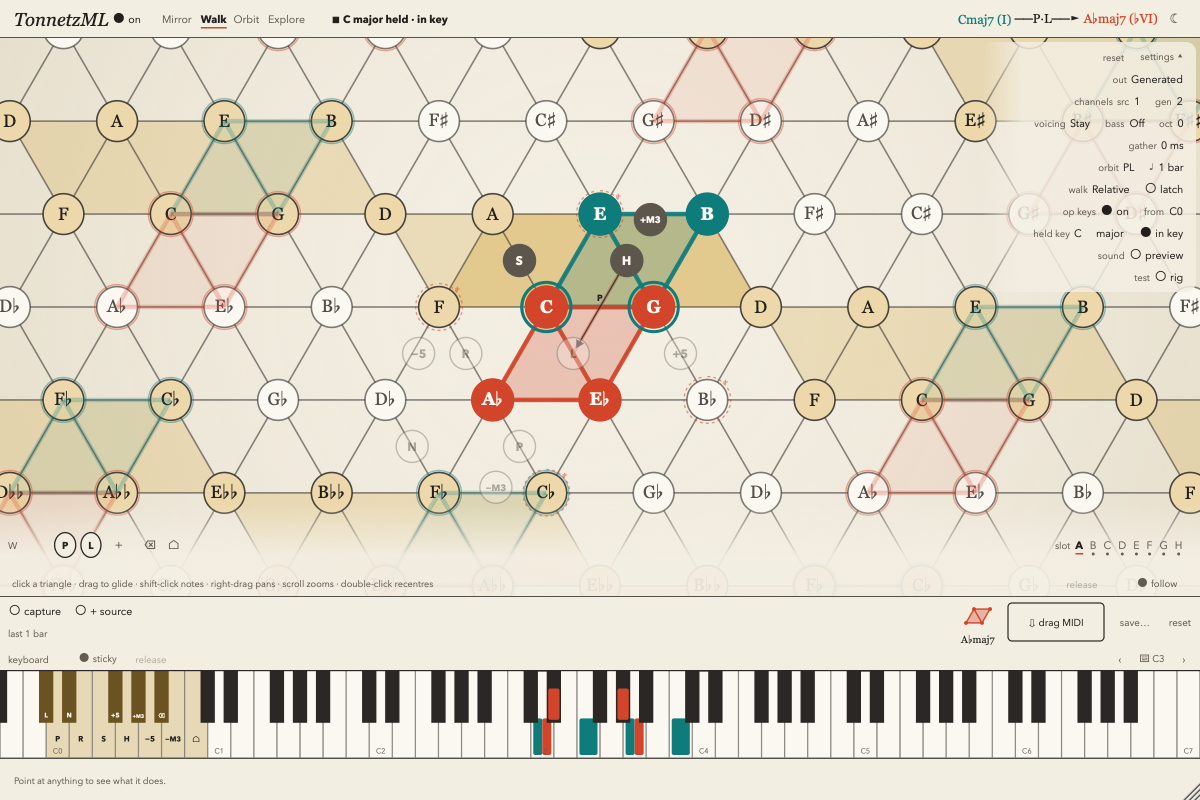 TonnetzML on Mirror Walk Orbit Explore ■ C major held · in key Cmaj7 (I) —P·L→ A♭maj7 (♭VI)
reset settings
out Generated
D A E B F♯ C♯ G♯ D♯ A♯ E♯
channels src 1 gen 2
voicing Stay bass Off oct 0
gather 0 ms
orbit PL ♩ 1 bar
walk Relative latch
F C G D A E +M3 B F♯ C♯ G♯
op keys on from C0
held key C major in key
S H
sound preview
test rig
P
D♭ A♭ E♭ B♭ F C G D A E B F♯
−5 R L +5
F♭ C♭ G♭ D♭ A♭ E♭ B♭ F C G D
N P
−M3
D♭♭ A♭♭ E♭♭ B♭♭ F♭ C♭ G♭ D♭ A♭ E♭ B♭ F
W P L + slot A B C D E F G H
click a triangle · drag to glide · shift-click notes · right-drag pans · scroll zooms · double-click recentres
release follow
capture + source
last 1 bar
A♭maj7
⇩ drag MIDI save… reset
keyboard sticky release ‹ C3 ›
L N +5 +M3
P R S H −5 −M3
C0 C1 C2 C4 C5 C6 C7
Point at anything to see what it does.